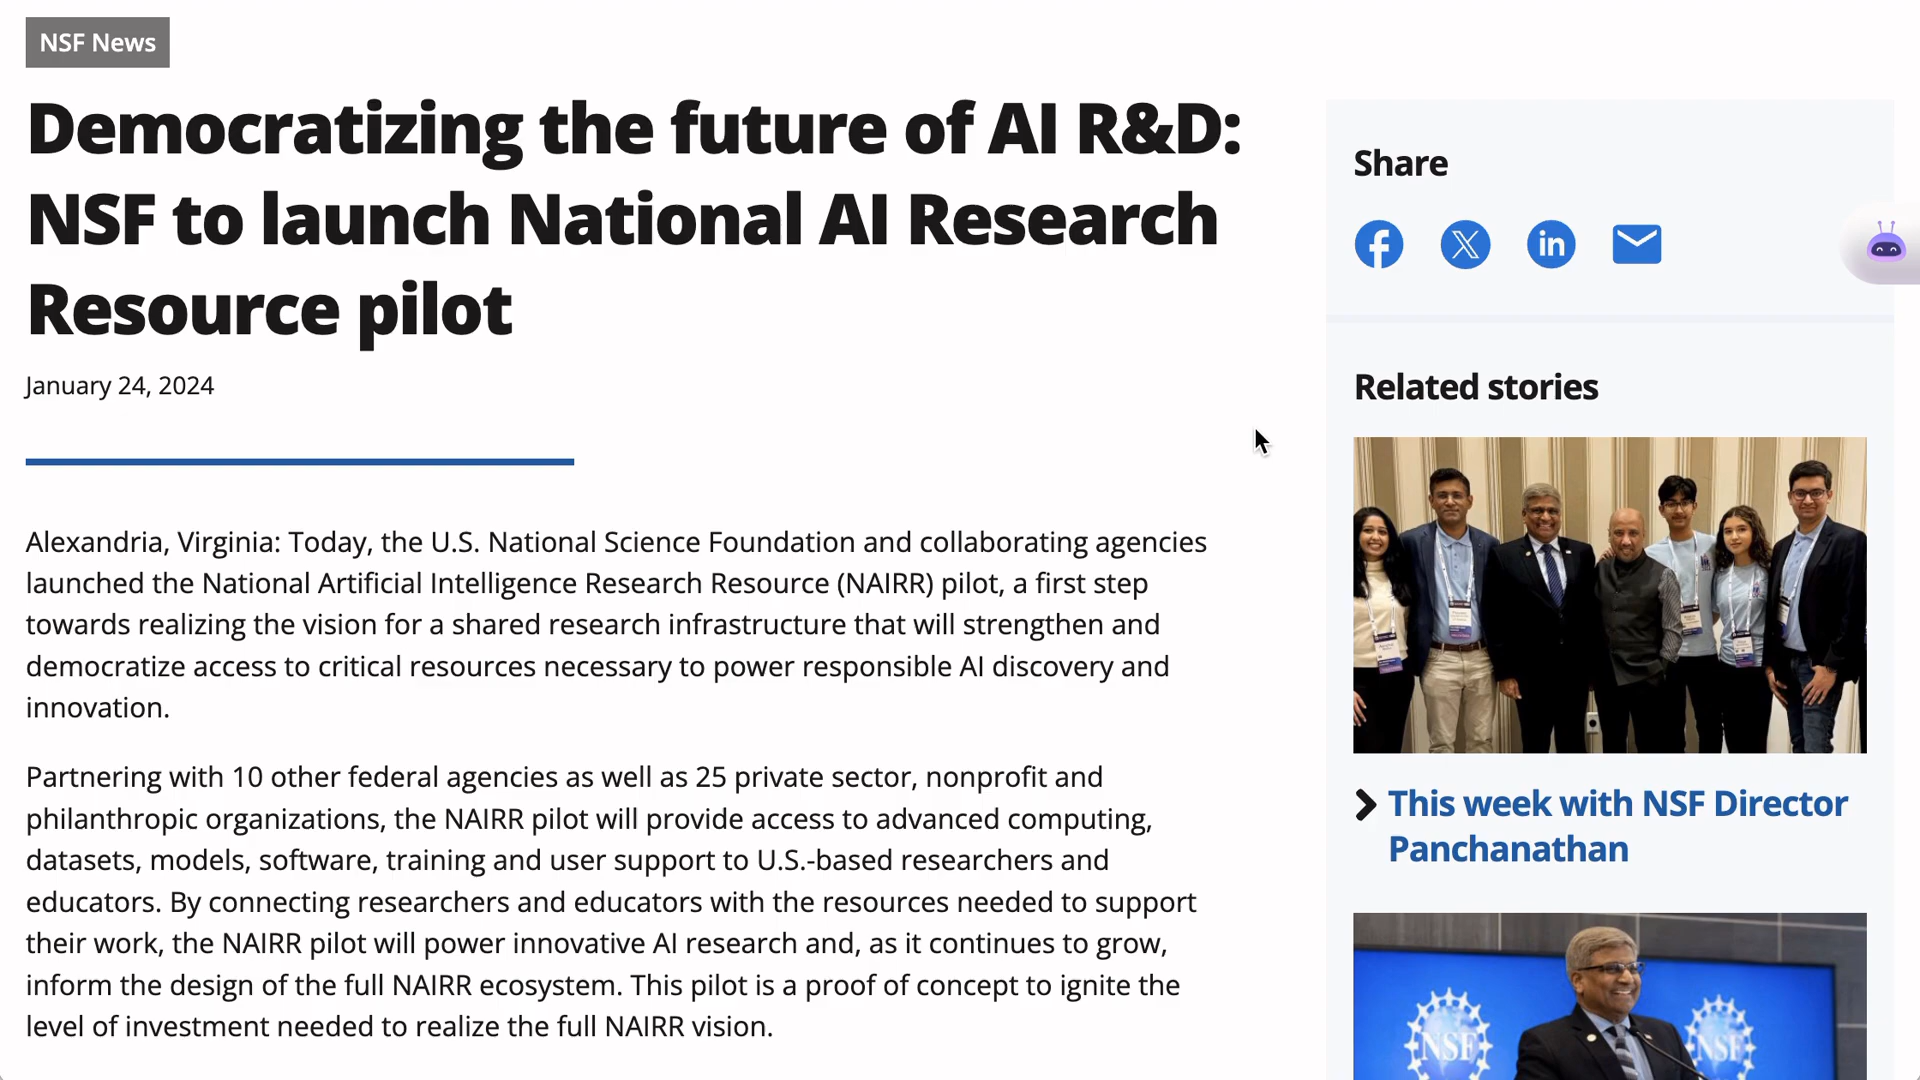 NSF News
Democratizing the future of AI R&D:
NSF to launch National AI Research
Resource pilot
January 24, 2024
Alexandria, Virginia: Today, the U.S. National Science Foundation and collaborating agencies
launched the National Artificial Intelligence Research Resource (NAIRR) pilot, a first step
towards realizing the vision for a shared research infrastructure that will strengthen and
democratize access to critical resources necessary to power responsible AI discovery and
innovation.
Partnering with 10 other federal agencies as well as 25 private sector, nonprofit and
philanthropic organizations, the NAIRR pilot will provide access to advanced computing,
datasets, models, software, training and user support to U.S.-based researchers and
educators. By connecting researchers and educators with the resources needed to support
their work, the NAIRR pilot will power innovative AI research and, as it continues to grow,
inform the design of the full NAIRR ecosystem. This pilot is a proof of concept to ignite the
level of investment needed to realize the full NAIRR vision.
Share
Related stories
This week with NSF Director
Panchanathan
NSF
NSF